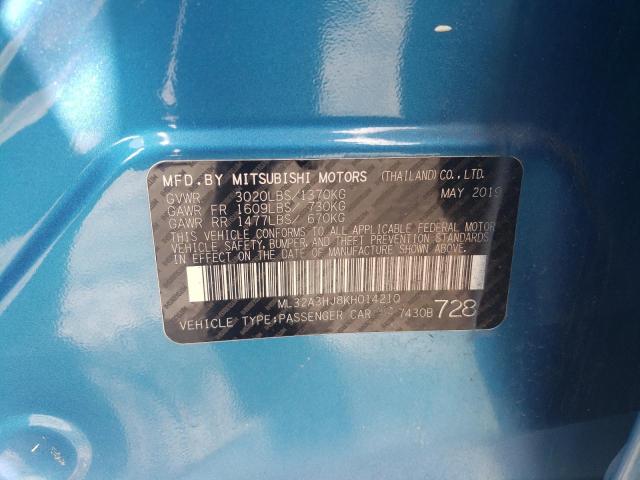 MFD.BY MITSUBISHI MOTORS (THAILAND) CO.,LTD.
GVWR 3020LBS/1370KG MAY 2019
GAWR FR 1609LBS/ 730KG
GAWR RR 1477LBS/ 670KG
THIS VEHICLE CONFORMS TO ALL APPLICABLE FEDERAL MOTOR
VEHICLE SAFETY, BUMPER, AND THEFT PREVENTION STANDARDS
IN EFFECT ON THE DATE OF MANUFACTURE SHOWN ABOVE.
ML32A3HJ8KH014210
VEHICLE TYPE:PASSENGER CAR 7430B 728